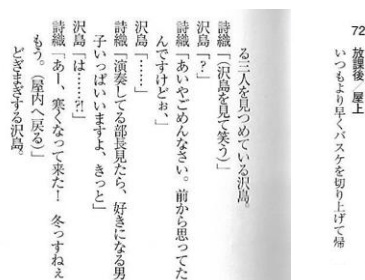 72 放課後/屋上
いつもより早くバスケを切り上げて帰
る三人を見つめている沢島。
詩織「(沢島を見て笑う)」
沢島「?」
詩織「あいやごめんなさい。前から思ってた
んですけどぉ、」
沢島「……」
詩織「演奏してる部長見たら、好きになる男
子いっぱいいますよ、きっと」
沢島「は……?!」
詩織「あー、寒くなって来た! 冬っすねぇ
もう。(屋内へ戻る)」
どぎまぎする沢島。